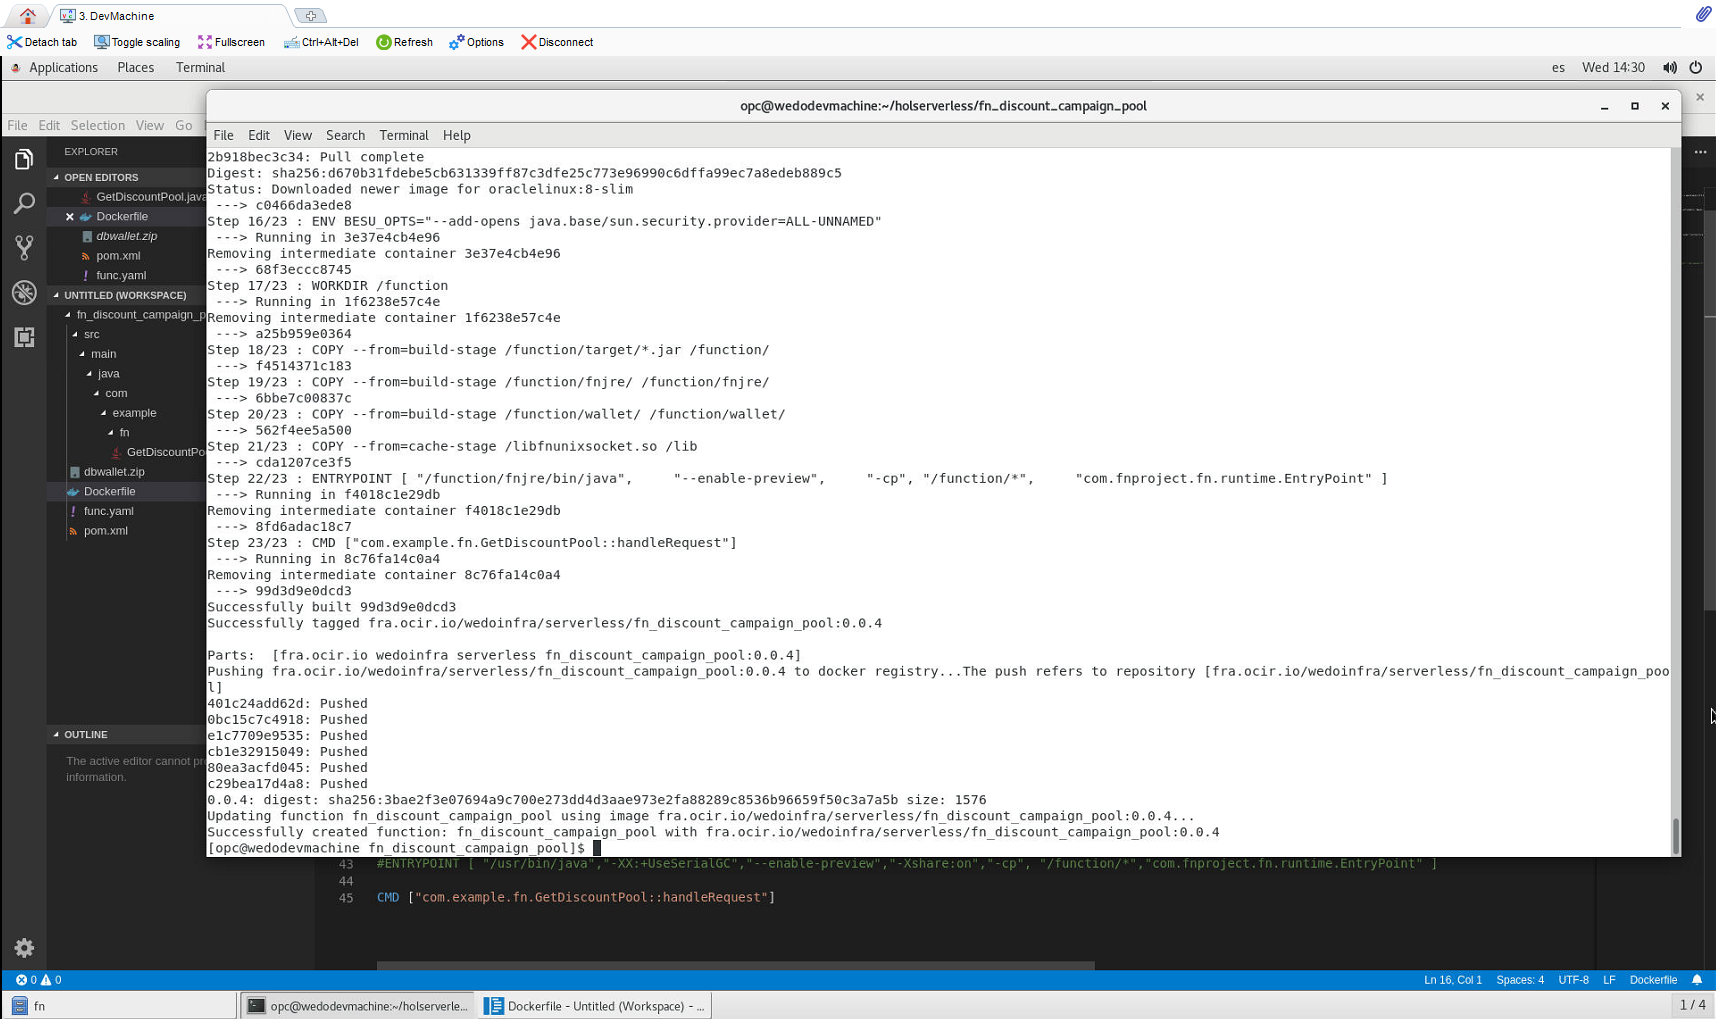 3. DevMachine
Detach tab
Toggle scaling
Fullscreen
Ctrl+Alt+Del
Refresh
Options
Disconnect
Applications Places Terminal
es Wed 14:30
opc@wedodevmachine:~/holserverless/fn_discount_campaign_pool
File Edit Selection View Go
File Edit View Search Terminal Help
EXPLORER
OPEN EDITORS
GetDiscountPool.java
Dockerfile
dbwallet.zip
pom.xml
! func.yaml
UNTITLED (WORKSPACE)
fn_discount_campaign_p
src
main
java
com
example
fn
GetDiscountPoo
dbwallet.zip
Dockerfile
! func.yaml
pom.xml
OUTLINE
The active editor cannot pr
information.
2b918bec3c34: Pull complete
Digest: sha256:d670b31fdebe5cb631339ff87c3dfe25c773e96990c6dffa99ec7a8edeb889c5
Status: Downloaded newer image for oraclelinux:8-slim
---> c0466da3ede8
Step 16/23 : ENV BESU_OPTS="--add-opens java.base/sun.security.provider=ALL-UNNAMED"
---> Running in 3e37e4cb4e96
Removing intermediate container 3e37e4cb4e96
---> 68f3eccc8745
Step 17/23 : WORKDIR /function
---> Running in 1f6238e57c4e
Removing intermediate container 1f6238e57c4e
---> a25b959e0364
Step 18/23 : COPY --from=build-stage /function/target/*.jar /function/
---> f4514371c183
Step 19/23 : COPY --from=build-stage /function/fnjre/ /function/fnjre/
---> 6bbe7c00837c
Step 20/23 : COPY --from=build-stage /function/wallet/ /function/wallet/
---> 562f4ee5a500
Step 21/23 : COPY --from=cache-stage /libfnunixsocket.so /lib
---> cda1207ce3f5
Step 22/23 : ENTRYPOINT [ "/function/fnjre/bin/java",     "--enable-preview",     "-cp", "/function/*",     "com.fnproject.fn.runtime.EntryPoint" ]
---> Running in f4018c1e29db
Removing intermediate container f4018c1e29db
---> 8fd6adac18c7
Step 23/23 : CMD ["com.example.fn.GetDiscountPool::handleRequest"]
---> Running in 8c76fa14c0a4
Removing intermediate container 8c76fa14c0a4
---> 99d3d9e0dcd3
Successfully built 99d3d9e0dcd3
Successfully tagged fra.ocir.io/wedoinfra/serverless/fn_discount_campaign_pool:0.0.4
Parts:  [fra.ocir.io wedoinfra serverless fn_discount_campaign_pool:0.0.4]
Pushing fra.ocir.io/wedoinfra/serverless/fn_discount_campaign_pool:0.0.4 to docker registry...The push refers to repository [fra.ocir.io/wedoinfra/serverless/fn_discount_campaign_poo
l]
401c24add62d: Pushed
0bc15c7c4918: Pushed
e1c7709e9535: Pushed
cb1e32915049: Pushed
80ea3acfd045: Pushed
c29bea17d4a8: Pushed
0.0.4: digest: sha256:3bae2f3e07694a9c700e273dd4d3aae973e2fa88289c8536b96659f50c3a7a5b size: 1576
Updating function fn_discount_campaign_pool using image fra.ocir.io/wedoinfra/serverless/fn_discount_campaign_pool:0.0.4...
Successfully created function: fn_discount_campaign_pool with fra.ocir.io/wedoinfra/serverless/fn_discount_campaign_pool:0.0.4
[opc@wedodevmachine fn_discount_campaign_pool]$
43 #ENTRYPOINT [ "/usr/bin/java","-XX:+UseSerialGC","--enable-preview","-Xshare:on","-cp", "/function/*","com.fnproject.fn.runtime.EntryPoint" ]
44
45 CMD ["com.example.fn.GetDiscountPool::handleRequest"]
0 0
Ln 16, Col 1 Spaces: 4 UTF-8 LF Dockerfile
fn
opc@wedodevmachine:~/holserverle...
Dockerfile - Untitled (Workspace) - ...
1 / 4